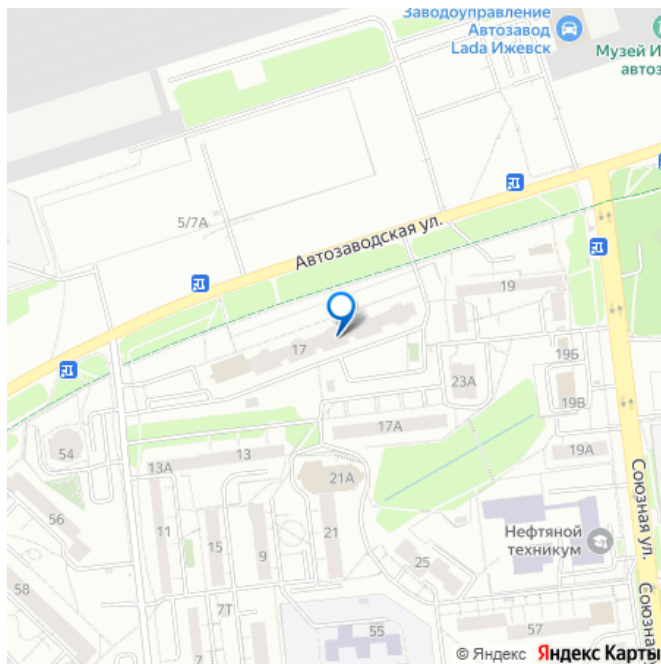 Заводоуправление
Автозавод
Lada Ижевск
Музей И
автоз
5/7А
Автозаводская ул.
19
17
19Б
23А
19В
17А
54
13
13А
19А
21А
Союзная ул.
56
11
15
9
21
Нефтяной
техникум
25
58
7Т
55
57
7
Союзна
© Яндекс Яндекс Карты